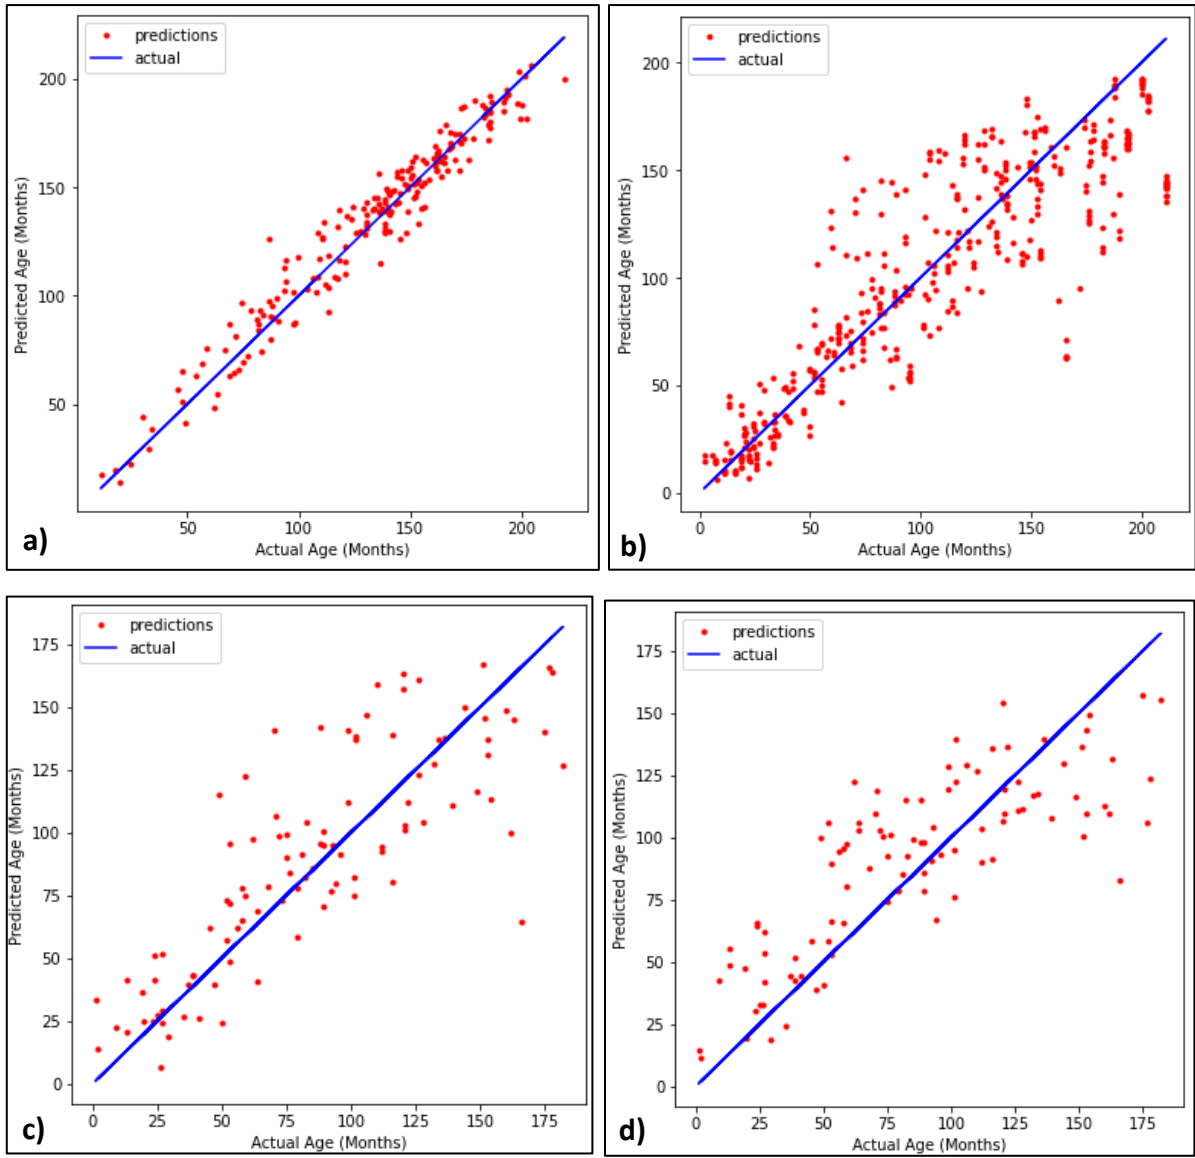 predictions
actual
200
150
100
50
Predicted Age (Months)
50 100 150 200
Actual Age (Months)
a)
predictions
actual
200
150
100
50
0
Predicted Age (Months)
0 50 100 150 200
Actual Age (Months)
b)
predictions
actual
175
150
125
100
75
50
25
0
Predicted Age (Months)
0 25 50 75 100 125 150 175
Actual Age (Months)
c)
predictions
actual
175
150
125
100
75
50
25
0
Predicted Age (Months)
0 25 50 75 100 125 150 175
Actual Age (Months)
d)